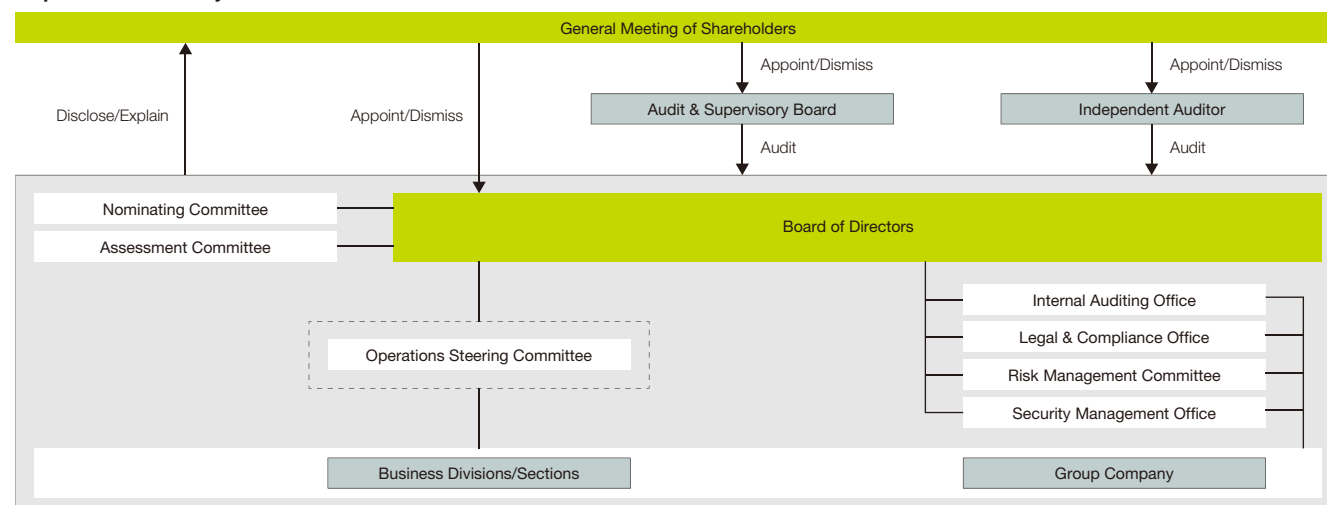 General Meeting of Shareholders
Appoint/Dismiss
Appoint/Dismiss
Disclose/Explain
Appoint/Dismiss
Audit & Supervisory Board
Independent Auditor
Audit
Audit
Nominating Committee
Board of Directors
Assessment Committee
Internal Auditing Office
Legal & Compliance Office
Operations Steering Committee
Risk Management Committee
Security Management Office
Business Divisions/Sections
Group Company